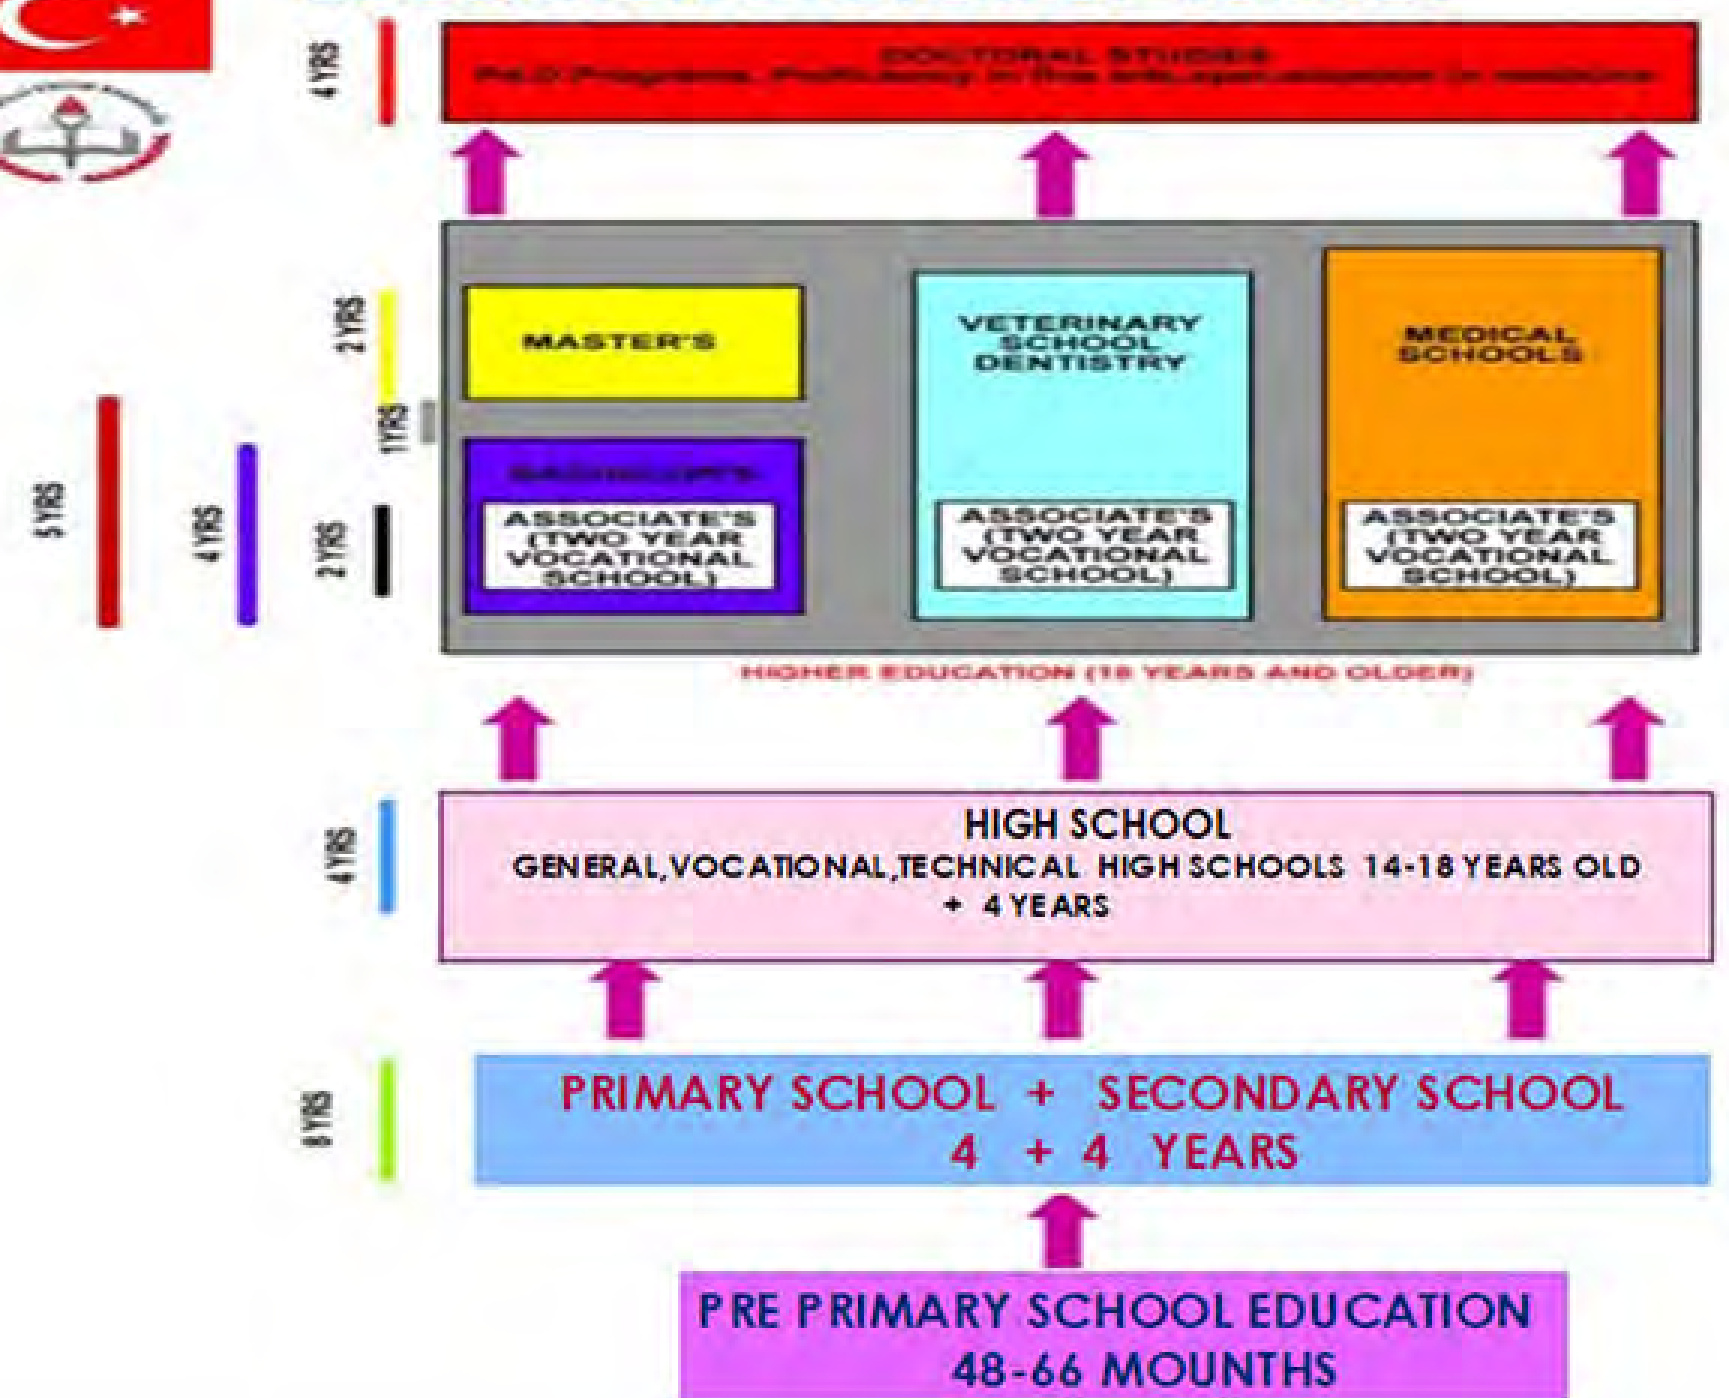 4 YRS
DOCTORAL STUDIES
2 YRS
MASTER'S
VETERINARY
SCHOOL
DENTISTRY
MEDICAL
SCHOOLS
1YRS
5 YRS
4 YRS
2 YRS
BACHELOR'S
ASSOCIATE'S
(TWO YEAR
VOCATIONAL
SCHOOL)
ASSOCIATE'S
(TWO YEAR
VOCATIONAL
SCHOOL)
ASSOCIATE'S
(TWO YEAR
VOCATIONAL
SCHOOL)
HIGHER EDUCATION (18 YEARS AND OLDER)
4 YRS
HIGH SCHOOL
GENERAL,VOCATIONAL,TECHNICAL HIGH SCHOOLS 14-18 YEARS OLD
+ 4 YEARS
8 YRS
PRIMARY SCHOOL + SECONDARY SCHOOL
4 + 4 YEARS
PRE PRIMARY SCHOOL EDUCATION
48-66 MOUNTHS